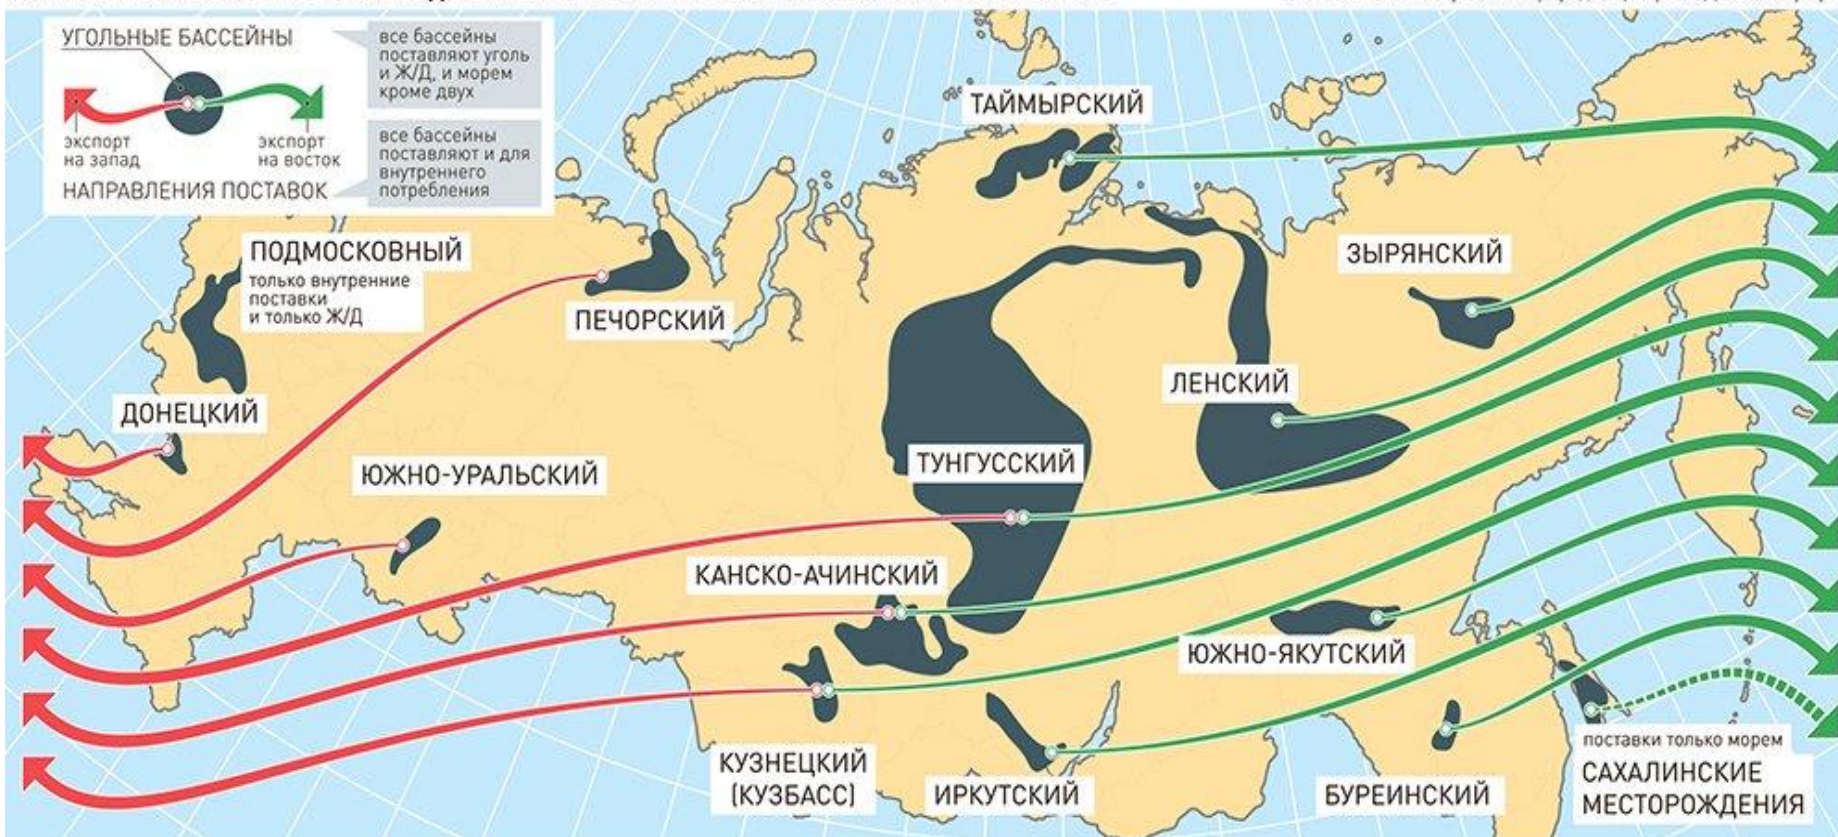 УГОЛЬНЫЕ БАССЕЙНЫ
все бассейны
поставляют уголь
и Ж/Д, и морем
кроме двух
экспорт
на запад
экспорт
на восток
все бассейны
поставляют и для
внутреннего
потребления
НАПРАВЛЕНИЯ ПОСТАВОК
ТАЙМЫРСКИЙ
ПОДМОСКОВНЫЙ
только внутренние
поставки
и только Ж/Д
ЗЫРЯНСКИЙ
ПЕЧОРСКИЙ
ЛЕНСКИЙ
ДОНЕЦКИЙ
ТУНГУССКИЙ
ЮЖНО-УРАЛЬСКИЙ
КАНСКО-АЧИНСКИЙ
ЮЖНО-ЯКУТСКИЙ
поставки только морем
САХАЛИНСКИЕ
МЕСТОРОЖДЕНИЯ
КУЗНЕЦКИЙ
(КУЗБАСС)
ИРКУТСКИЙ
БУРЕИНСКИЙ